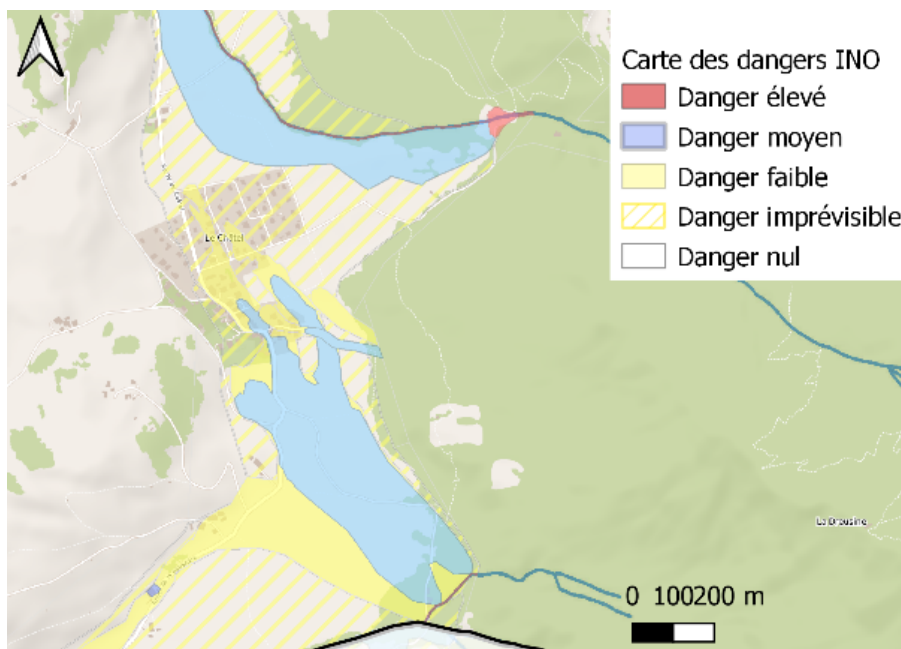 Carte des dangers INO
Danger élevé
Danger moyen
Danger faible
Danger imprévisible
Danger nul
Le Châtel
La Drousine
0 100200 m